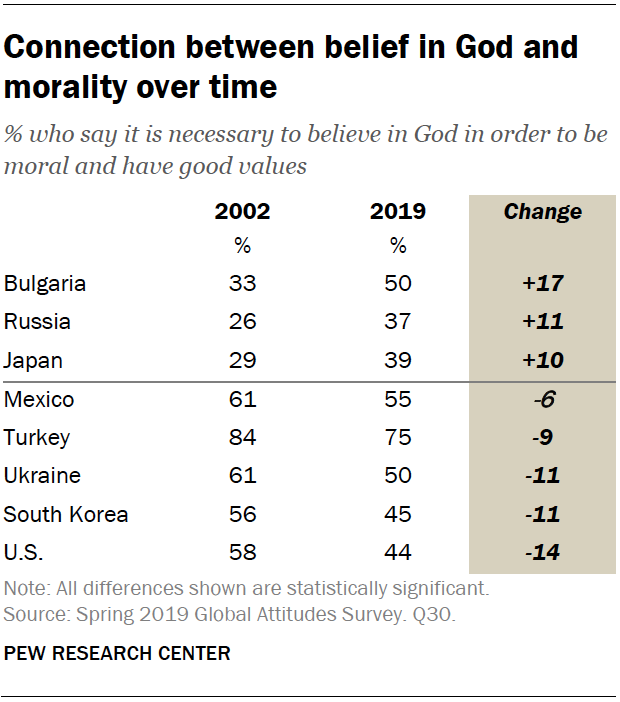 Connection between belief in God and
morality over time
% who say it is necessary to believe in God in order to be
moral and have good values
2002 2019 Change
% %
Bulgaria 33 50 +17
Russia 26 37 +11
Japan 29 39 +10
Mexico 61 55 -6
Turkey 84 75 -9
Ukraine 61 50 -11
South Korea 56 45 -11
U.S. 58 44 -14
Note: All differences shown are statistically significant.
Source: Spring 2019 Global Attitudes Survey. Q30.
PEW RESEARCH CENTER